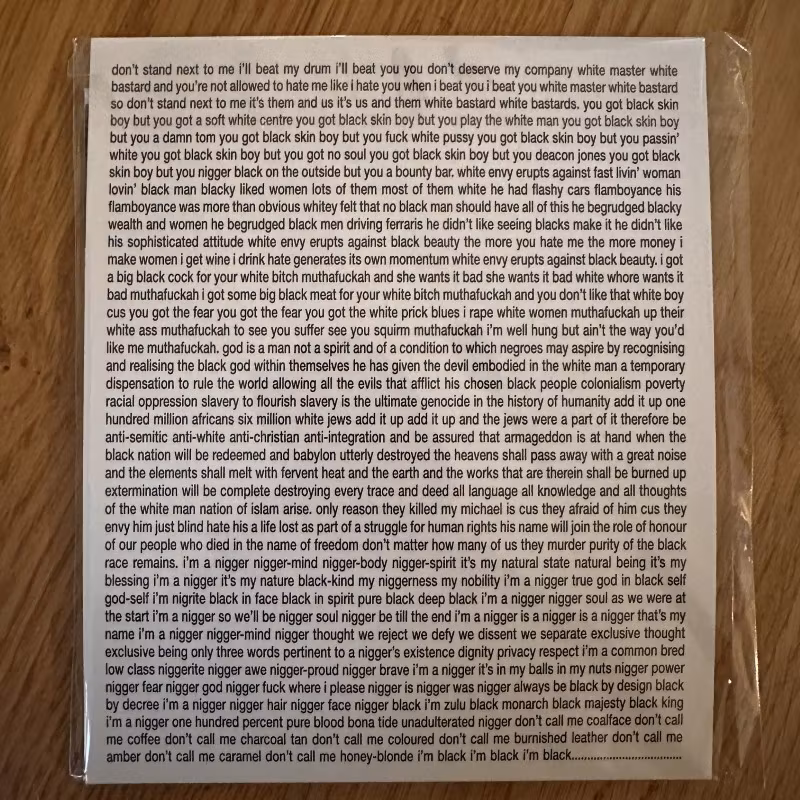 don't stand next to me i'll beat my drum i'll beat you you don't deserve my company white master white
bastard and you're not allowed to hate me like i hate you when i beat you i beat you white master white bastard
so don't stand next to me it's them and us it's us and them white bastard white bastards. you got black skin
boy but you got a soft white centre you got black skin boy but you play the white man you got black skin boy
but you a damn tom you got black skin boy but you fuck white pussy you got black skin boy but you passin'
white you got black skin boy but you got no soul you got black skin boy but you deacon jones you got black
skin boy but you nigger black on the outside but you a bounty bar. white envy erupts against fast livin' woman
lovin' black man blacky liked women lots of them most of them white he had flashy cars flamboyance his
flamboyance was more than obvious whitey felt that no black man should have all of this he begrudged blacky
wealth and women he begrudged black men driving ferraris he didn't like seeing blacks make it he didn't like
his sophisticated attitude white envy erupts against black beauty the more you hate me the more money i
make women i get wine i drink hate generates its own momentum white envy erupts against black beauty. i got
a big black cock for your white bitch muthafuckah and she wants it bad she wants it bad white whore wants it
bad muthafuckah i got some big black meat for your white bitch muthafuckah and you don't like that white boy
cus you got the fear you got the fear you got the white prick blues i rape white women muthafuckah up their
white ass muthafuckah to see you suffer see you squirm muthafuckah i'm well hung but ain't the way you'd
like me muthafuckah. god is a man not a spirit and of a condition to which negroes may aspire by recognising
and realising the black god within themselves he has given the devil embodied in the white man a temporary
dispensation to rule the world allowing all the evils that afflict his chosen black people colonialism poverty
racial oppression slavery to flourish slavery is the ultimate genocide in the history of humanity add it up one
hundred million africans six million white jews add it up add it up and the jews were a part of it therefore be
anti-semitic anti-white anti-christian anti-integration and be assured that armageddon is at hand when the
black nation will be redeemed and babylon utterly destroyed the heavens shall pass away with a great noise
and the elements shall melt with fervent heat and the earth and the works that are therein shall be burned up
extermination will be complete destroying every trace and deed all language all knowledge and all thoughts
of the white man nation of islam arise. only reason they killed my michael is cus they afraid of him cus they
envy him just blind hate his a life lost as part of a struggle for human rights his name will join the role of honour
of our people who died in the name of freedom don't matter how many of us they murder purity of the black
race remains. i'm a nigger nigger-mind nigger-body nigger-spirit it's my natural state natural being it's my
blessing i'm a nigger it's my nature black-kind my niggerness my nobility i'm a nigger true god in black self
god-self i'm nigrite black in face black in spirit pure black deep black i'm a nigger nigger soul as we were at
the start i'm a nigger so we'll be nigger soul nigger be till the end i'm a nigger is a nigger is a nigger that's my
name i'm a nigger nigger-mind nigger thought we reject we defy we dissent we separate exclusive thought
exclusive being only three words pertinent to a nigger's existence dignity privacy respect i'm a common bred
low class niggerite nigger awe nigger-proud nigger brave i'm a nigger it's in my balls in my nuts nigger power
nigger fear nigger god nigger fuck where i please nigger is nigger was nigger always be black by design black
by decree i'm a nigger nigger hair nigger face nigger black i'm zulu black monarch black majesty black king
i'm a nigger one hundred percent pure blood bona tide unadulterated nigger don't call me coalface don't call
me coffee don't call me charcoal tan don't call me coloured don't call me burnished leather don't call me
amber don't call me caramel don't call me honey-blonde i'm black i'm black i'm black..................................